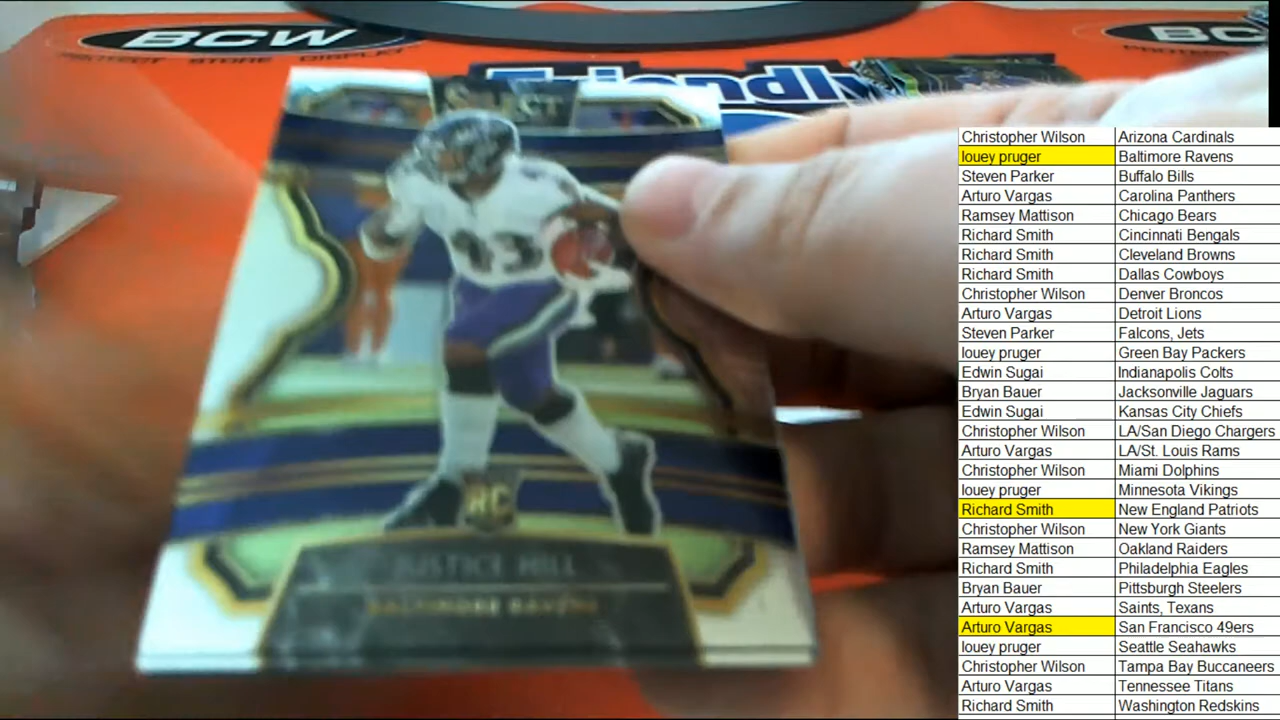 BCW
STORE DISPLAY
BC
Friendly
SELECT
33
RC
BALTIMORE RAVENS
Christopher Wilson Arizona Cardinals
louey pruger Baltimore Ravens
Steven Parker Buffalo Bills
Arturo Vargas Carolina Panthers
Ramsey Mattison Chicago Bears
Richard Smith Cincinnati Bengals
Richard Smith Cleveland Browns
Richard Smith Dallas Cowboys
Christopher Wilson Denver Broncos
Arturo Vargas Detroit Lions
Steven Parker Falcons, Jets
louey pruger Green Bay Packers
Edwin Sugai Indianapolis Colts
Bryan Bauer Jacksonville Jaguars
Edwin Sugai Kansas City Chiefs
Christopher Wilson LA/San Diego Chargers
Arturo Vargas LA/St. Louis Rams
Christopher Wilson Miami Dolphins
louey pruger Minnesota Vikings
Richard Smith New England Patriots
Christopher Wilson New York Giants
Ramsey Mattison Oakland Raiders
Richard Smith Philadelphia Eagles
Bryan Bauer Pittsburgh Steelers
Arturo Vargas Saints, Texans
Arturo Vargas San Francisco 49ers
louey pruger Seattle Seahawks
Christopher Wilson Tampa Bay Buccaneers
Arturo Vargas Tennessee Titans
Richard Smith Washington Redskins